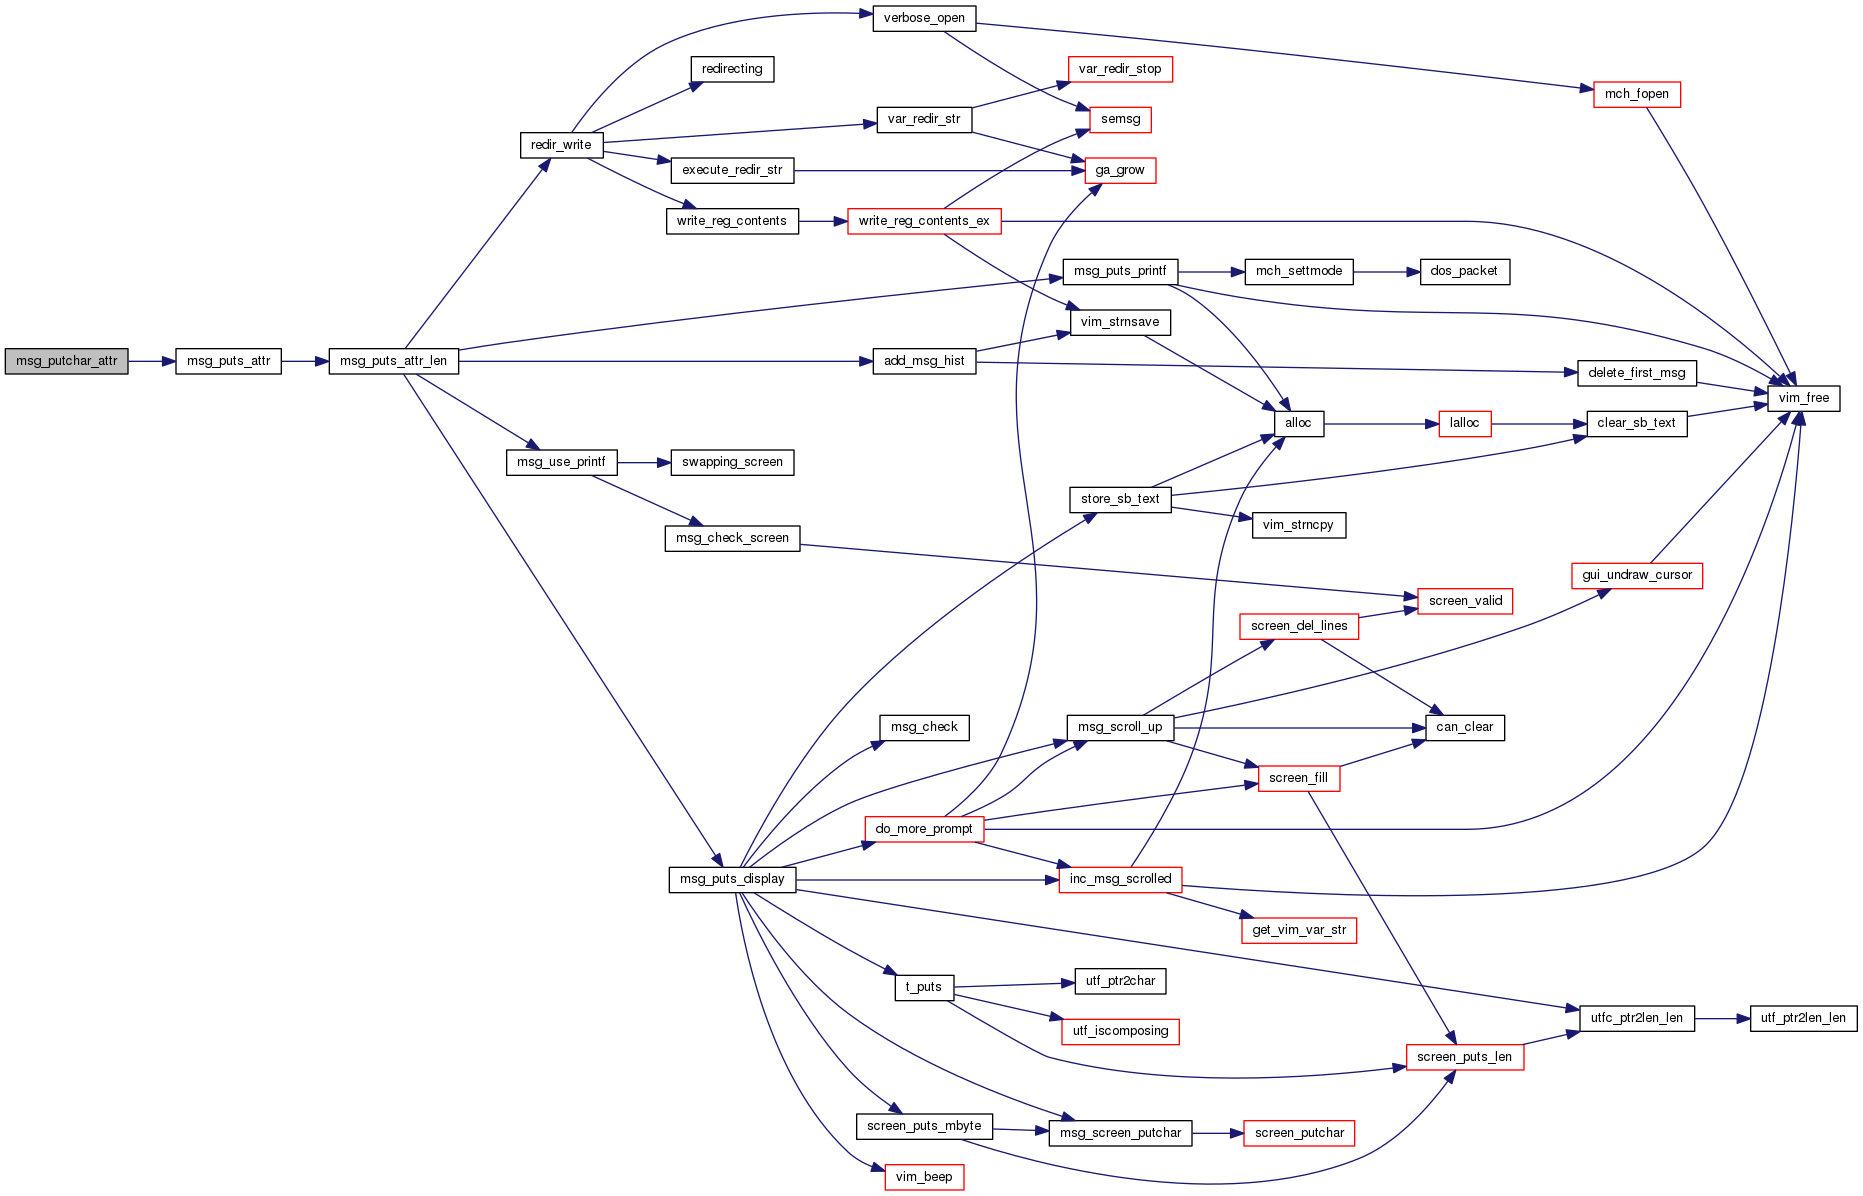 verbose_open
redirecting
var_redir_stop
mch_fopen
var_redir_str
semsg
redir_write
execute_redir_str
ga_grow
write_reg_contents
write_reg_contents_ex
msg_puts_printf
mch_settmode
dos_packet
vim_strnsave
msg_putchar_attr
msg_puts_attr
msg_puts_attr_len
add_msg_hist
delete_first_msg
vim_free
alloc
lalloc
clear_sb_text
msg_use_printf
swapping_screen
store_sb_text
vim_strncpy
msg_check_screen
gui_undraw_cursor
screen_valid
screen_del_lines
msg_check
msg_scroll_up
can_clear
screen_fill
do_more_prompt
msg_puts_display
inc_msg_scrolled
get_vim_var_str
t_puts
utf_ptr2char
utf_iscomposing
utfc_ptr2len_len
utf_ptr2len_len
screen_puts_len
screen_puts_mbyte
msg_screen_putchar
screen_putchar
vim_beep